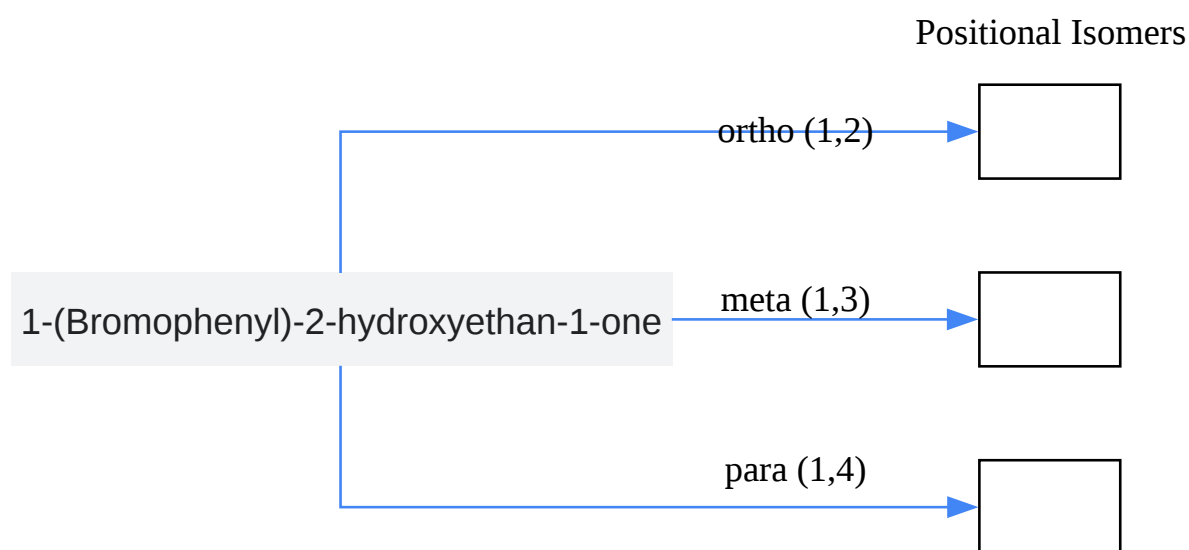 Positional Isomers
ortho (1,2)
meta (1,3)
1-(Bromophenyl)-2-hydroxyethan-1-one
para (1,4)